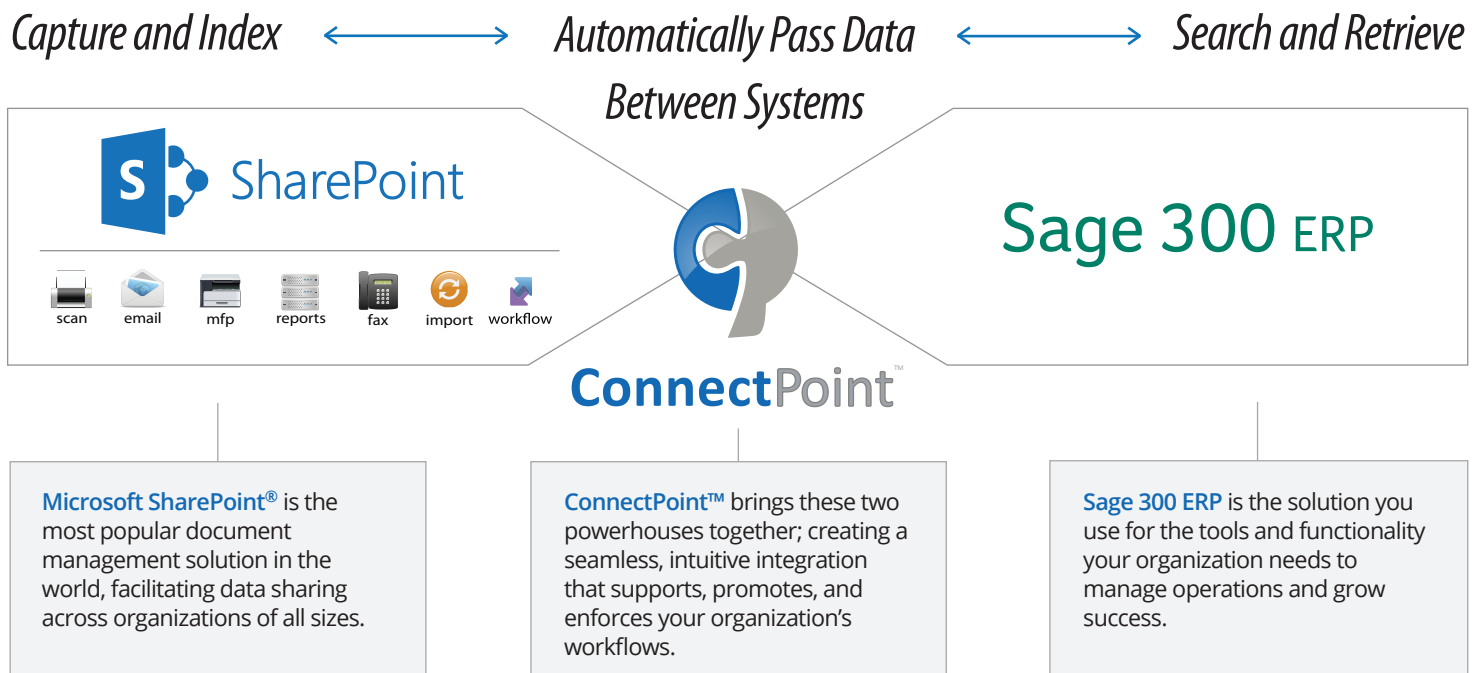 Capture and Index
Automatically Pass Data
Between Systems
Search and Retrieve
S
SharePoint
scan
email
mfp
reports
fax
import
workflow
ConnectPoint™
Sage 300 ERP
Microsoft SharePoint® is the
most popular document
management solution in the
world, facilitating data sharing
across organizations of all sizes.
ConnectPoint™ brings these two
powerhouses together; creating a
seamless, intuitive integration
that supports, promotes, and
enforces your organization’s
workflows.
Sage 300 ERP is the solution you
use for the tools and functionality
your organization needs to
manage operations and grow
success.